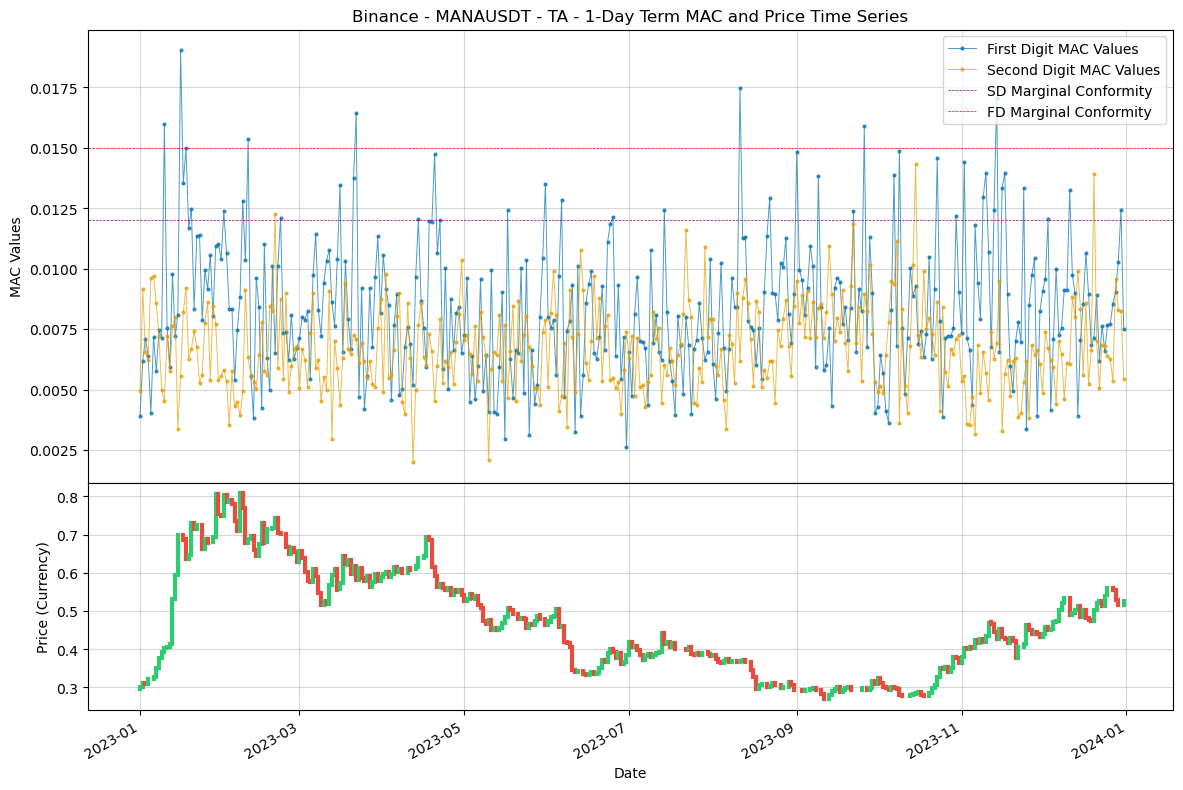 Binance - MANAUSDT - TA - 1-Day Term MAC and Price Time Series
First Digit MAC Values
Second Digit MAC Values
SD Marginal Conformity
FD Marginal Conformity
MAC Values
0.0175
0.0150
0.0125
0.0100
0.0075
0.0050
0.0025
Price (Currency)
0.8
0.7
0.6
0.5
0.4
0.3
2023-01
2023-03
2023-05
2023-07
2023-09
2023-11
2024-01
Date